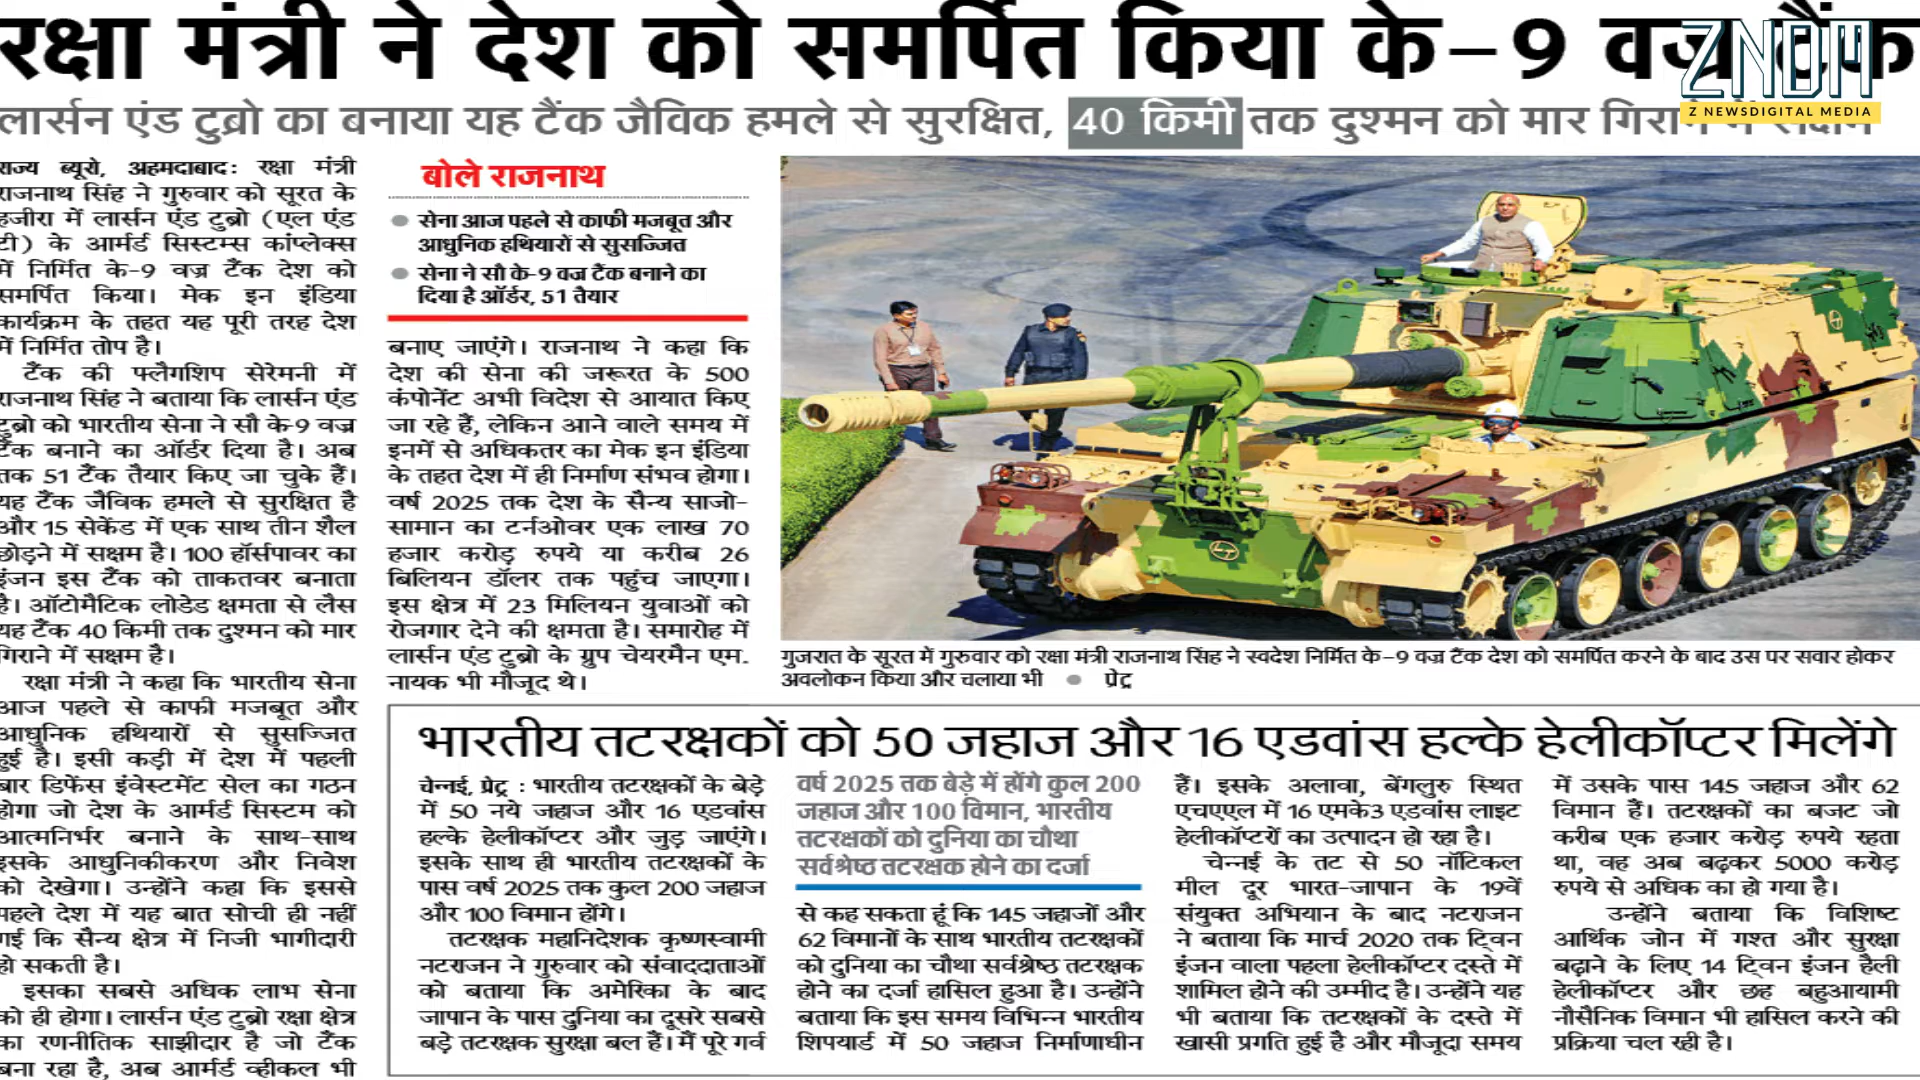 रक्षा मंत्री ने देश को समर्पित किया के-9 वज्र टैंक
ZNDM
Z NEWSDIGITAL MEDIA
लार्सन एंड टुब्रो का बनाया यह टैंक जैविक हमले से सुरक्षित, 40 किमी तक दुश्मन को मार गिराने में सक्षम
राज्य ब्यूरो, अहमदाबाद: रक्षा मंत्री
राजनाथ सिंह ने गुरुवार को सूरत के
हजीरा में लार्सन एंड टुब्रो (एल एंड
टी) के आर्मर्ड सिस्टम्स कांप्लेक्स
में निर्मित के-9 वज्र टैंक देश को
समर्पित किया। मेक इन इंडिया
कार्यक्रम के तहत यह पूरी तरह देश
में निर्मित तोप है।
टैंक की फ्लैगशिप सेरेमनी में
राजनाथ सिंह ने बताया कि लार्सन एंड
टुब्रो को भारतीय सेना ने सौ के-9 वज्र
टैंक बनाने का ऑर्डर दिया है। अब
तक 51 टैंक तैयार किए जा चुके हैं।
यह टैंक जैविक हमले से सुरक्षित है
और 15 सेकेंड में एक साथ तीन शैल
छोड़ने में सक्षम है। 100 हॉर्सपावर का
इंजन इस टैंक को ताकतवर बनाता
है। ऑटोमैटिक लोडेड क्षमता से लैस
यह टैंक 40 किमी तक दुश्मन को मार
गिराने में सक्षम है।
रक्षा मंत्री ने कहा कि भारतीय सेना
आज पहले से काफी मजबूत और
आधुनिक हथियारों से सुसज्जित
हुई है। इसी कड़ी में देश में पहली
बार डिफेंस इंवेस्टमेंट सेल का गठन
होगा जो देश के आर्मर्ड सिस्टम को
आत्मनिर्भर बनाने के साथ-साथ
इसके आधुनिकीकरण और निवेश
को देखेगा। उन्होंने कहा कि इससे
पहले देश में यह बात सोची ही नहीं
गई कि सैन्य क्षेत्र में निजी भागीदारी
हो सकती है।
इसका सबसे अधिक लाभ सेना
को ही होगा। लार्सन एंड टुब्रो रक्षा क्षेत्र
का रणनीतिक साझीदार है जो टैंक
बना रहा है, अब आर्मर्ड व्हीकल भी
बोले राजनाथ
सेना आज पहले से काफी मजबूत और
आधुनिक हथियारों से सुसज्जित
सेना ने सौ के-9 वज्र टैंक बनाने का
दिया है ऑर्डर, 51 तैयार
बनाए जाएंगे। राजनाथ ने कहा कि
देश की सेना की जरूरत के 500
कंपोनेंट अभी विदेश से आयात किए
जा रहे हैं, लेकिन आने वाले समय में
इनमें से अधिकतर का मेक इन इंडिया
के तहत देश में ही निर्माण संभव होगा।
वर्ष 2025 तक देश के सैन्य साजो-
सामान का टर्नओवर एक लाख 70
हजार करोड़ रुपये या करीब 26
बिलियन डॉलर तक पहुंच जाएगा।
इस क्षेत्र में 23 मिलियन युवाओं को
रोजगार देने की क्षमता है। समारोह में
लार्सन एंड टुब्रो के ग्रुप चेयरमैन एम.
नायक भी मौजूद थे।
गुजरात के सूरत में गुरुवार को रक्षा मंत्री राजनाथ सिंह ने स्वदेश निर्मित के-9 वज्र टैंक देश को समर्पित करने के बाद उस पर सवार होकर
अवलोकन किया और चलाया भी ● प्रेट्र
भारतीय तटरक्षकों को 50 जहाज और 16 एडवांस हल्के हेलीकॉप्टर मिलेंगे
चेन्नई, प्रेट्र : भारतीय तटरक्षकों के बेड़े
में 50 नये जहाज और 16 एडवांस
हल्के हेलीकॉप्टर और जुड़ जाएंगे।
इसके साथ ही भारतीय तटरक्षकों के
पास वर्ष 2025 तक कुल 200 जहाज
और 100 विमान होंगे।
तटरक्षक महानिदेशक कृष्णस्वामी
नटराजन ने गुरुवार को संवाददाताओं
को बताया कि अमेरिका के बाद
जापान के पास दुनिया का दूसरे सबसे
बड़े तटरक्षक सुरक्षा बल हैं। मैं पूरे गर्व
वर्ष 2025 तक बेड़े में होंगे कुल 200
जहाज और 100 विमान, भारतीय
तटरक्षकों को दुनिया का चौथा
सर्वश्रेष्ठ तटरक्षक होने का दर्जा
से कह सकता हूं कि 145 जहाजों और
62 विमानों के साथ भारतीय तटरक्षकों
को दुनिया का चौथा सर्वश्रेष्ठ तटरक्षक
होने का दर्जा हासिल हुआ है। उन्होंने
बताया कि इस समय विभिन्न भारतीय
शिपयार्ड में 50 जहाज निर्माणाधीन
हैं। इसके अलावा, बेंगलुरु स्थित
एचएएल में 16 एमके3 एडवांस लाइट
हेलीकॉप्टरों का उत्पादन हो रहा है।
चेन्नई के तट से 50 नॉटिकल
मील दूर भारत-जापान के 19वें
संयुक्त अभियान के बाद नटराजन
ने बताया कि मार्च 2020 तक ट्विन
इंजन वाला पहला हेलीकॉप्टर दस्ते में
शामिल होने की उम्मीद है। उन्होंने यह
भी बताया कि तटरक्षकों के दस्ते में
खासी प्रगति हुई है और मौजूदा समय
में उसके पास 145 जहाज और 62
विमान हैं। तटरक्षकों का बजट जो
करीब एक हजार करोड़ रुपये रहता
था, वह अब बढ़कर 5000 करोड़
रुपये से अधिक का हो गया है।
उन्होंने बताया कि विशिष्ट
आर्थिक जोन में गश्त और सुरक्षा
बढ़ाने के लिए 14 ट्विन इंजन हैली
हेलीकॉप्टर और छह बहुआयामी
नौसैनिक विमान भी हासिल करने की
प्रक्रिया चल रही है।